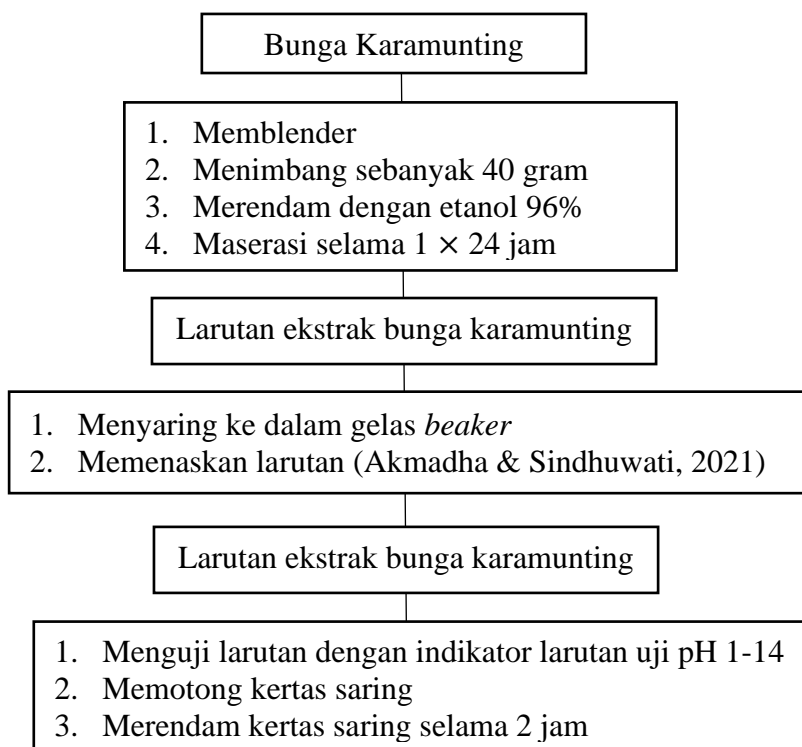 Bunga Karamunting
1. Memblender
2. Menimbang sebanyak 40 gram
3. Merendam dengan etanol 96%
4. Maserasi selama 1 × 24 jam
Larutan ekstrak bunga karamunting
1. Menyaring ke dalam gelas beaker
2. Memenaskan larutan (Akmadha & Sindhuwati, 2021)
Larutan ekstrak bunga karamunting
1. Menguji larutan dengan indikator larutan uji pH 1-14
2. Memotong kertas saring
3. Merendam kertas saring selama 2 jam